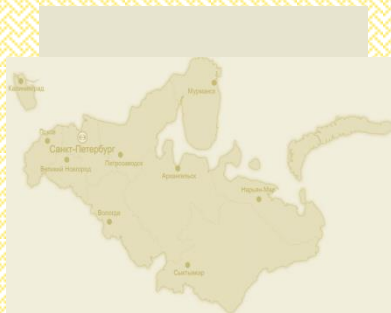 Калининград
Мурманск
Псков
Санкт-Петербург
Великий Новгород
Петрозаводск
Архангельск
Нарьян-Мар
Вологда
Сыктывкар